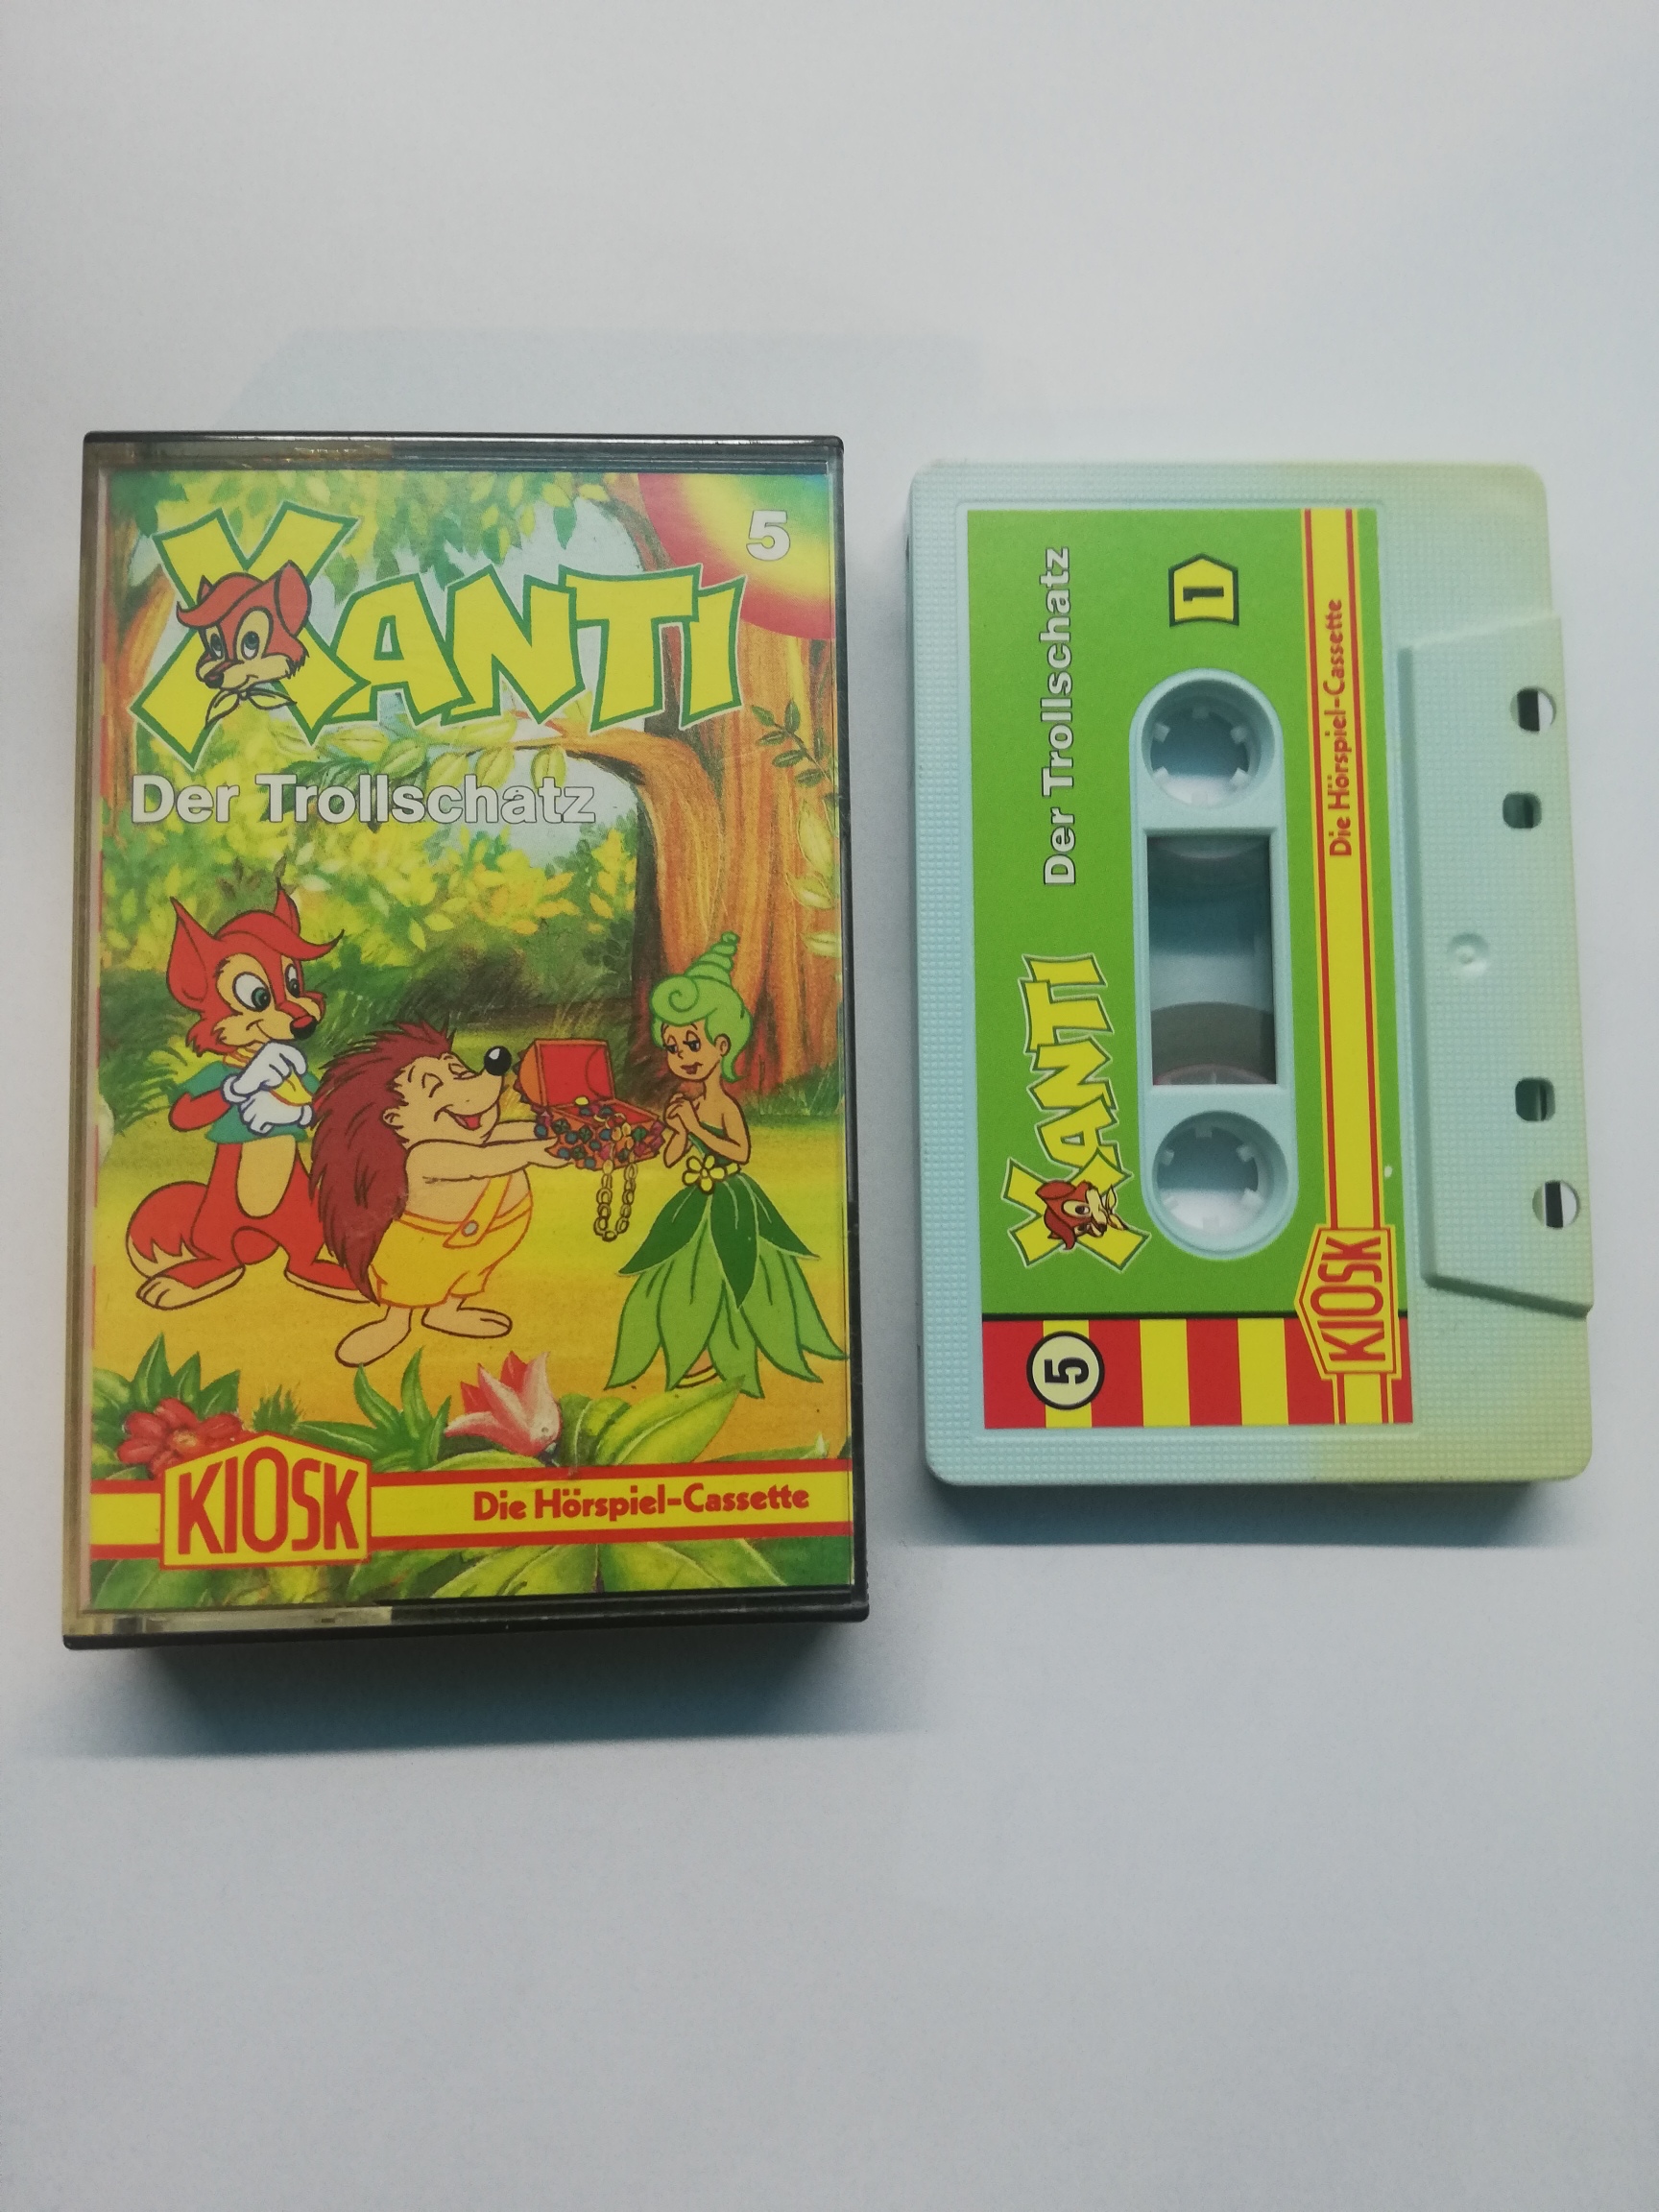 5
XANTI
Der Trollschatz
KIOSK
Die Hörspiel-Cassette
Der Trollschatz
1
XANTI
Die Hörspiel-Cassette
KIOSK
5